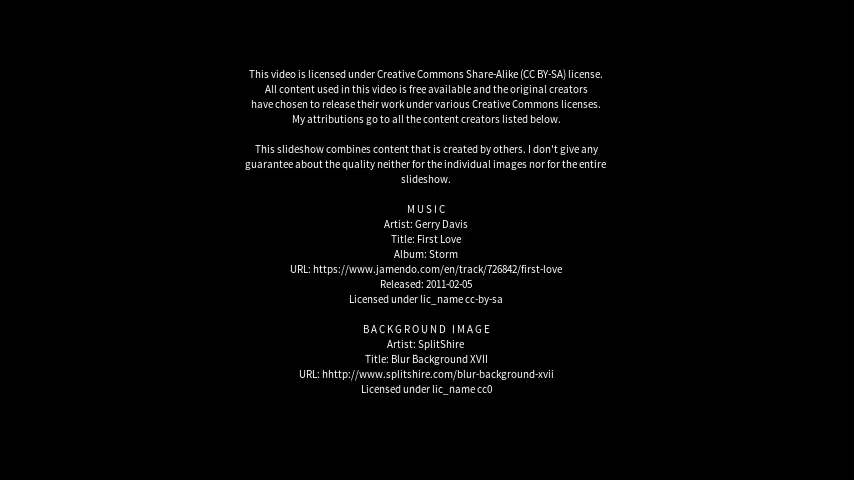 This video is licensed under Creative Commons Share-Alike (CC BY-SA) license.
All content used in this video is free available and the original creators
have chosen to release their work under various Creative Commons licenses.
My attributions go to all the content creators listed below.
This slideshow combines content that is created by others. I don't give any
guarantee about the quality neither for the individual images nor for the entire
slideshow.
MUSIC
Artist: Gerry Davis
Title: First Love
Album: Storm
URL: https://www.jamendo.com/en/track/726842/first-love
Released: 2011-02-05
Licensed under lic_name cc-by-sa
BACKGROUND IMAGE
Artist: SplitShire
Title: Blur Background XVII
URL: hhttp://www.splitshire.com/blur-background-xvii
Licensed under lic_name cc0